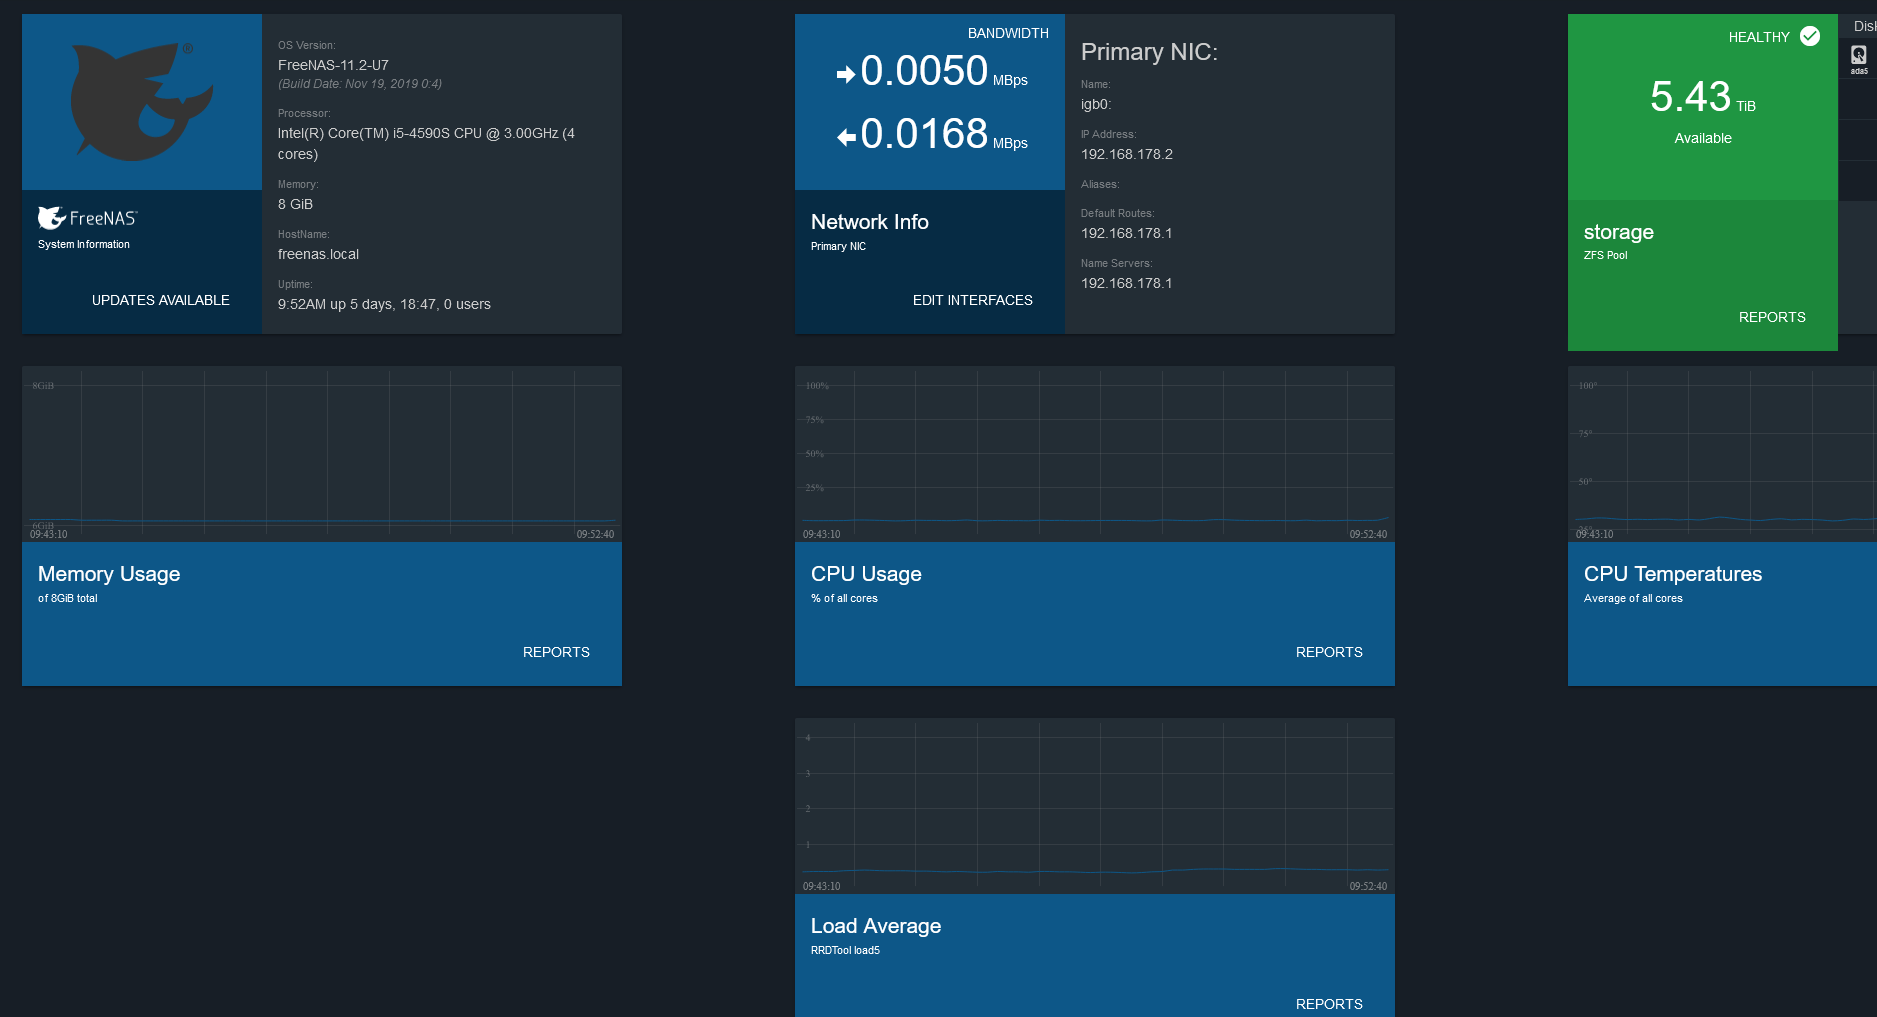 ®
OS Version:
FreeNAS-11.2-U7
(Build Date: Nov 19, 2019 0:4)
Processor:
Intel(R) Core(TM) i5-4590S CPU @ 3.00GHz (4
cores)
Memory:
8 GiB
HostName:
freenas.local
Uptime:
9:52AM up 5 days, 18:47, 0 users
FreeNAS
System Information
UPDATES AVAILABLE
BANDWIDTH
0.0050 MBps
0.0168 MBps
Network Info
Primary NIC
EDIT INTERFACES
Primary NIC:
Name:
igb0:
IP Address:
192.168.178.2
Aliases:
Default Routes:
192.168.178.1
Name Servers:
192.168.178.1
HEALTHY
5.43 TiB
Available
storage
ZFS Pool
REPORTS
ada5
8GiB
6GiB
09:43:10 09:52:40
Memory Usage
of 8GiB total
REPORTS
100%
75%
50%
25%
09:43:10 09:52:40
CPU Usage
% of all cores
REPORTS
100°
75°
50°
09:43:10
CPU Temperatures
Average of all cores
4
3
2
1
09:43:10 09:52:40
Load Average
RRDTool load5
REPORTS